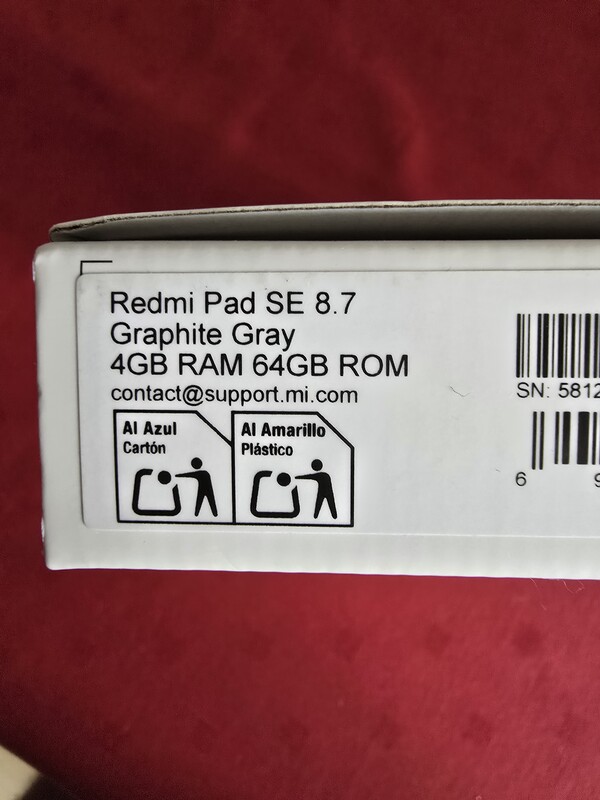 Redmi Pad SE 8.7
Graphite Gray
4GB RAM 64GB ROM
contact@support.mi.com
Al Azul
Cartón
Al Amarillo
Plástico
SN: 5812
6 9